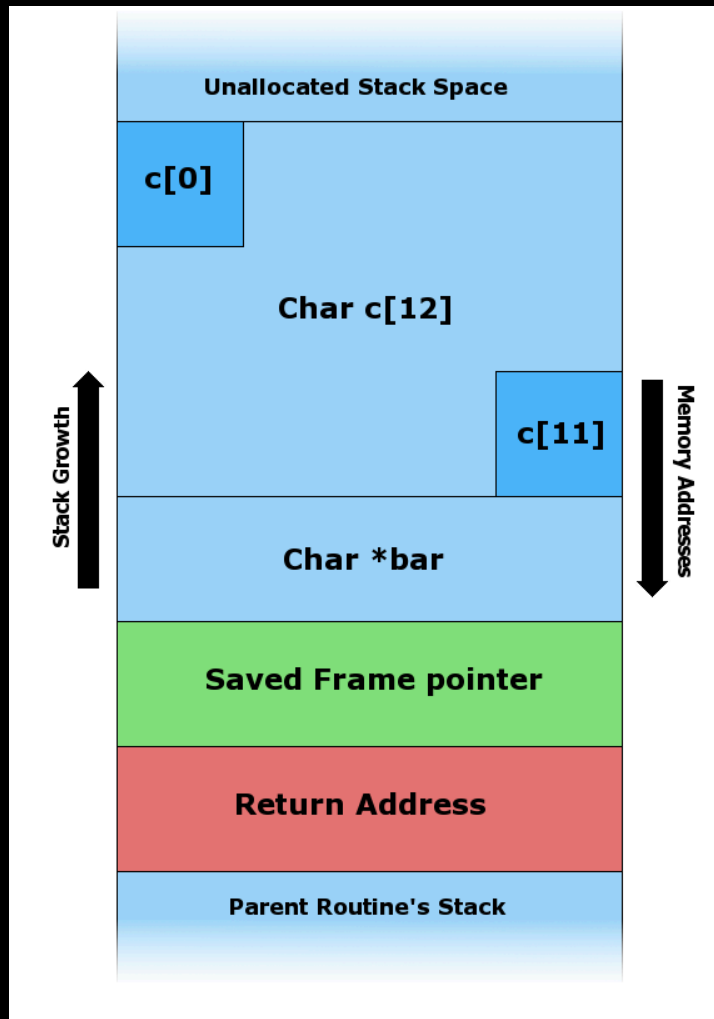 Unallocated Stack Space
c[0]
Char c[12]
Stack Growth
Memory Addresses
c[11]
Char *bar
Saved Frame pointer
Return Address
Parent Routine's Stack